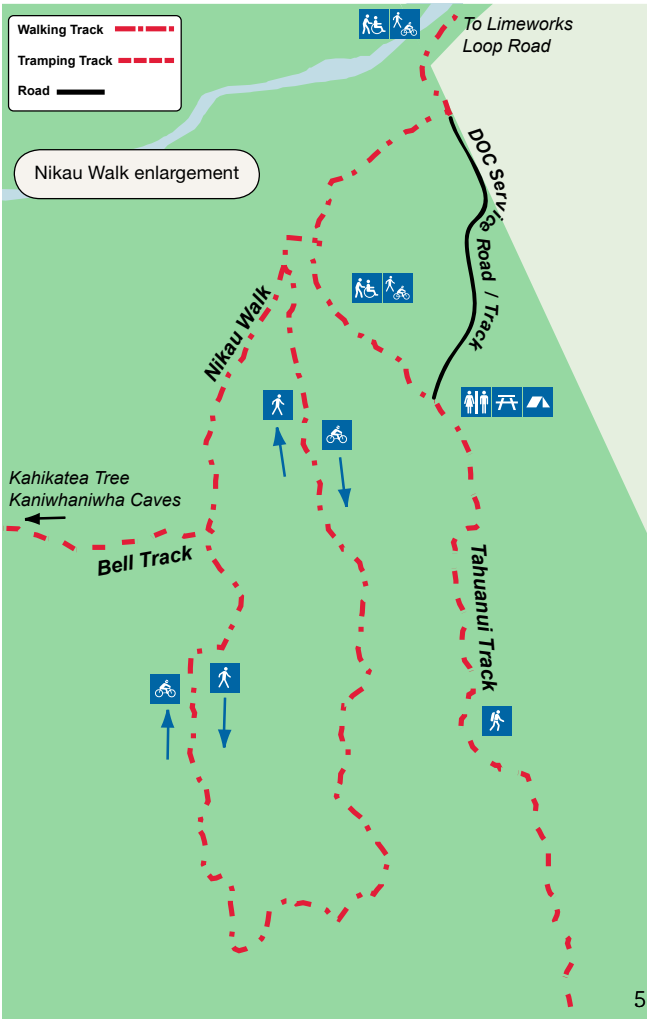 Walking Track
Tramping Track
Road
To Limeworks
Loop Road
Nikau Walk enlargement
DOC Service Road / Track
Nikau Walk
Kahikatea Tree
Kaniwhaniwha Caves
Bell Track
Tahuanui Track
5